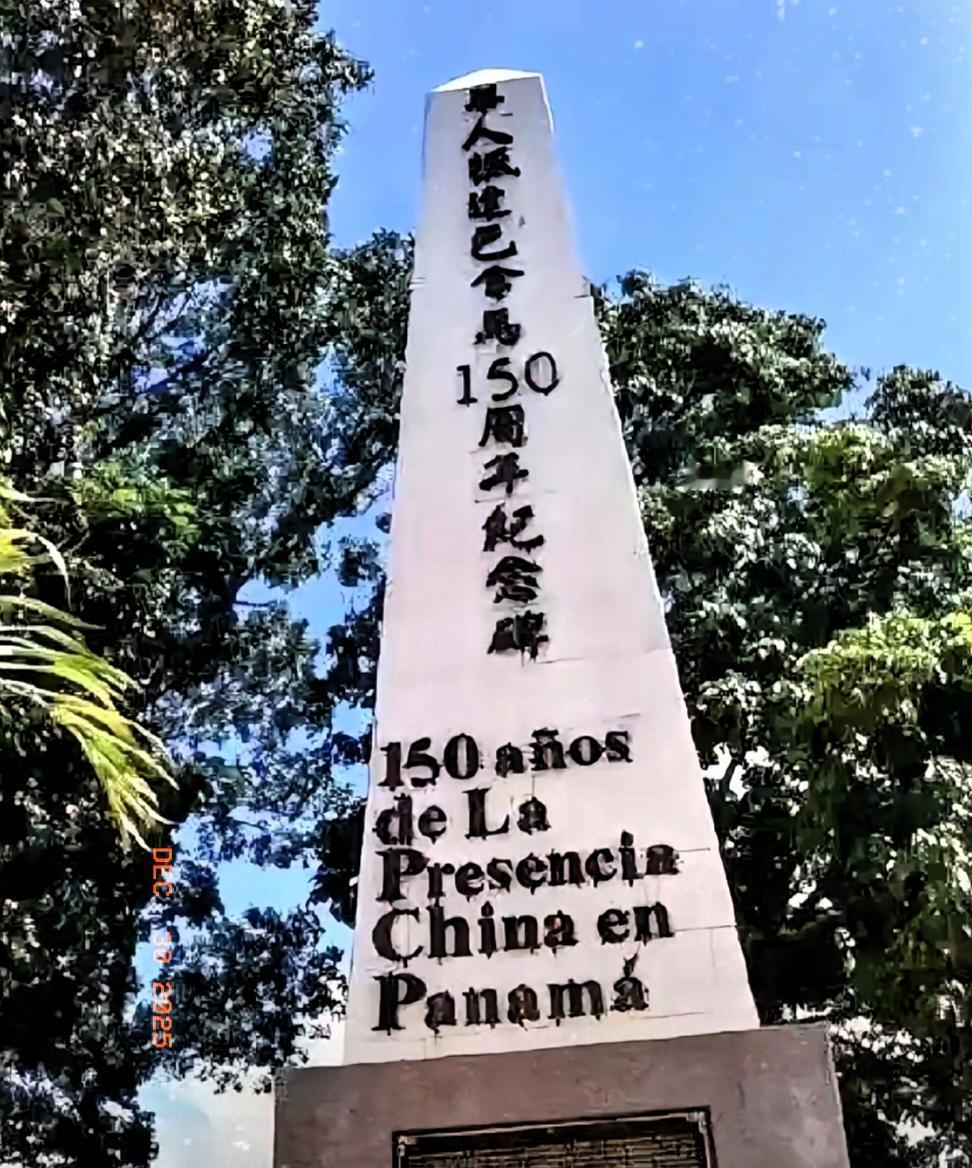 華人抵達巴拿馬150周年紀念碑
150 años
de La
Presencia
China en
Panamá
DEC 30 2025